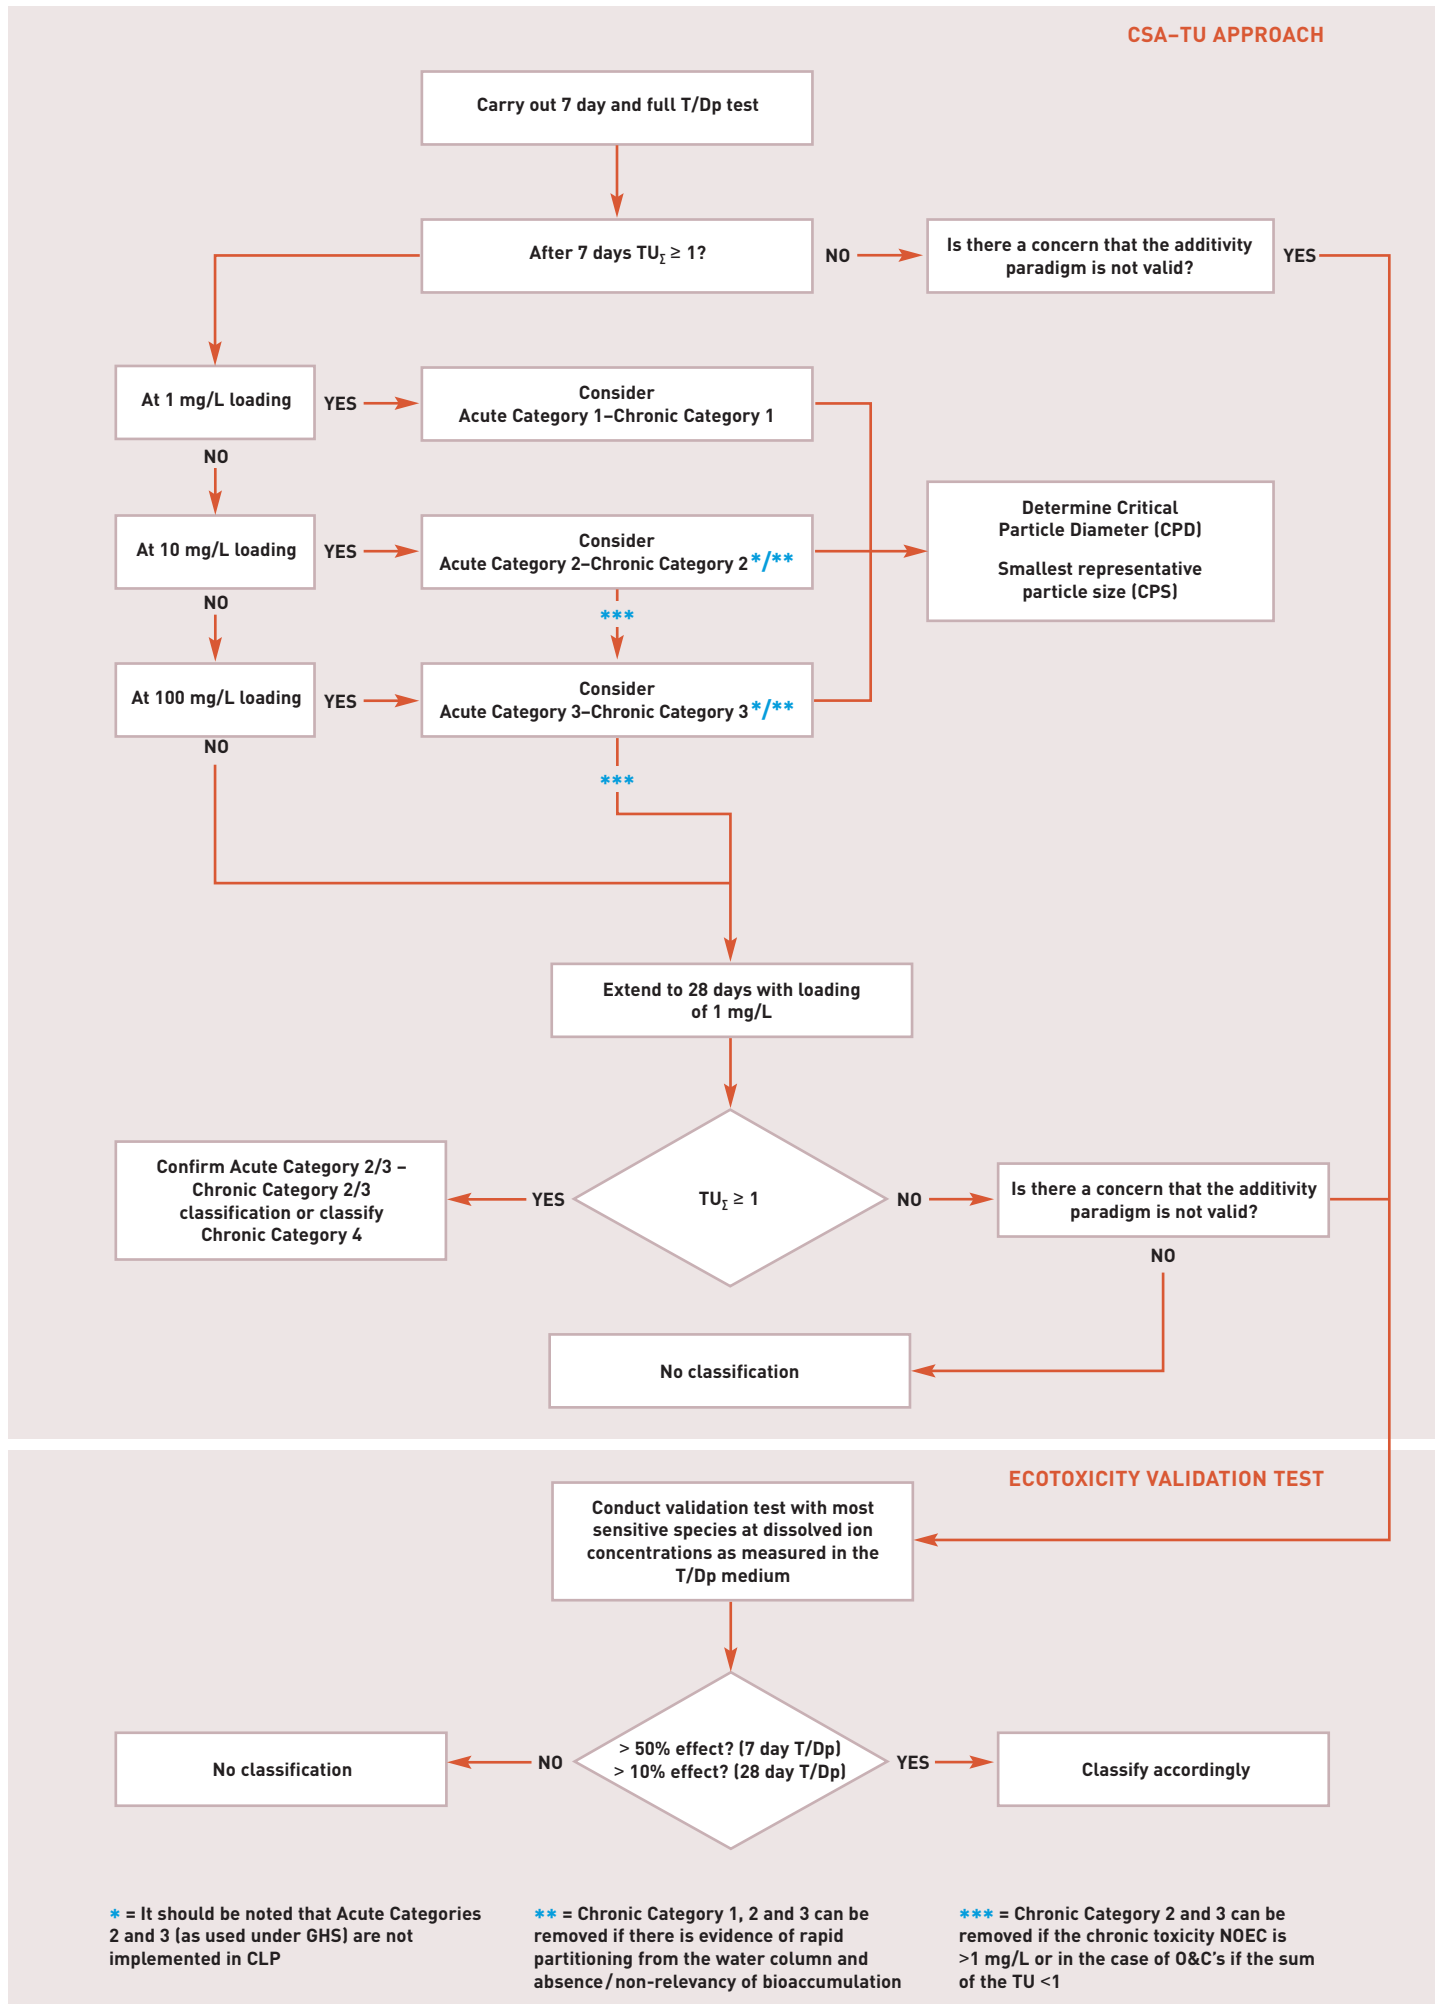 CSA–TU APPROACH
Carry out 7 day and full T/Dp test
After 7 days TUΣ ≥ 1?
NO
Is there a concern that the additivity
paradigm is not valid?
YES
At 1 mg/L loading
YES
Consider
Acute Category 1–Chronic Category 1
NO
At 10 mg/L loading
YES
Consider
Acute Category 2–Chronic Category 2 */**
Determine Critical
Particle Diameter (CPD)
Smallest representative
particle size (CPS)
NO
***
At 100 mg/L loading
YES
Consider
Acute Category 3–Chronic Category 3 */**
NO
***
Extend to 28 days with loading
of 1 mg/L
Confirm Acute Category 2/3 –
Chronic Category 2/3
classification or classify
Chronic Category 4
YES
TUΣ ≥ 1
NO
Is there a concern that the additivity
paradigm is not valid?
NO
No classification
ECOTOXICITY VALIDATION TEST
Conduct validation test with most
sensitive species at dissolved ion
concentrations as measured in the
T/Dp medium
No classification
NO
> 50% effect? (7 day T/Dp)
> 10% effect? (28 day T/Dp)
YES
Classify accordingly
* = It should be noted that Acute Categories
2 and 3 (as used under GHS) are not
implemented in CLP
** = Chronic Category 1, 2 and 3 can be
removed if there is evidence of rapid
partitioning from the water column and
absence/non-relevancy of bioaccumulation
*** = Chronic Category 2 and 3 can be
removed if the chronic toxicity NOEC is
>1 mg/L or in the case of O&C's if the sum
of the TU <1